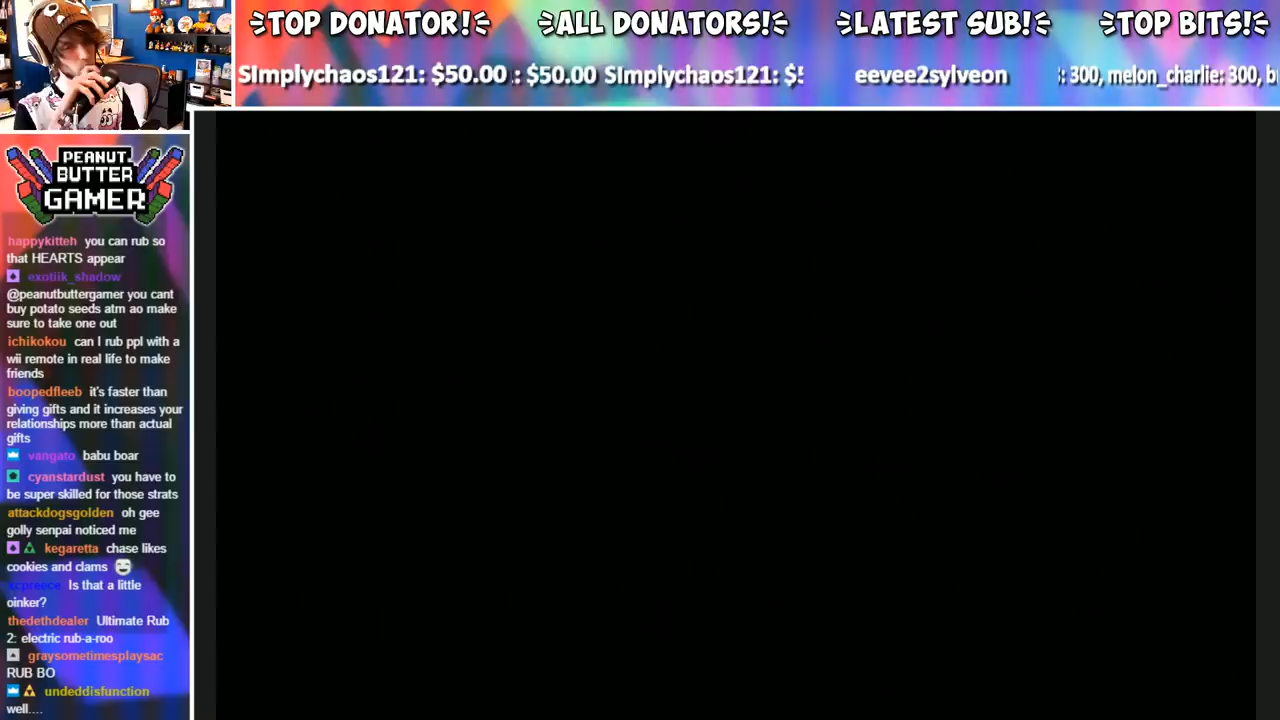 TOP DONATOR!
ALL DONATORS!
LATEST SUB!
TOP BITS!
SImplychaos121: $50.00
: $50.00 SImplychaos121: $5
eevee2sylveon
: 300, melon_charlie: 300, b
PEANUT
BUTTER
GAMER
happykitteh you can rub so
that HEARTS appear
exotiik_shadow
@peanutbuttergamer you cant
buy potato seeds atm ao make
sure to take one out
ichikokou can I rub ppl with a
wii remote in real life to make
friends
boopedfleeb it's faster than
giving gifts and it increases your
relationships more than actual
gifts
vangato babu boar
cyanstardust you have to
be super skilled for those strats
attackdogsgolden oh gee
golly senpai noticed me
kegaretta chase likes
cookies and clams
xcpreece Is that a little
oinker?
thedethdealer Ultimate Rub
2: electric rub-a-roo
graysometimesplaysac
RUB BO
undeddisfunction
well....